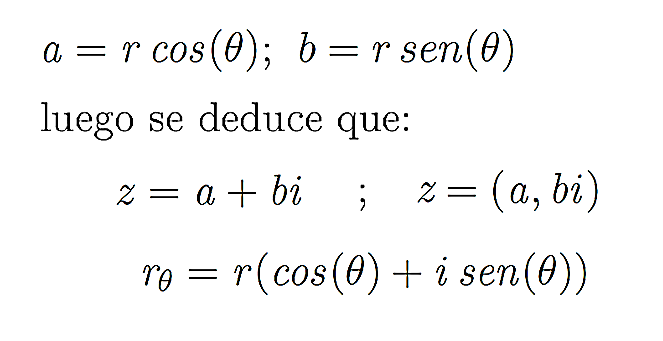 a = r cos(θ); b = r sen(θ)
luego se deduce que:
z = a + bi ; z = (a, bi)
r_θ = r(cos(θ) + i sen(θ))